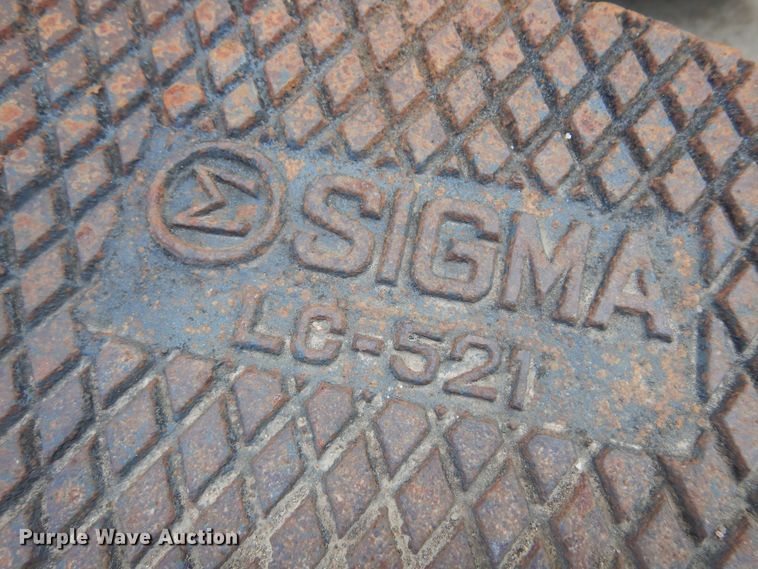 Σ SIGMA
LC-521
Purple Wave Auction